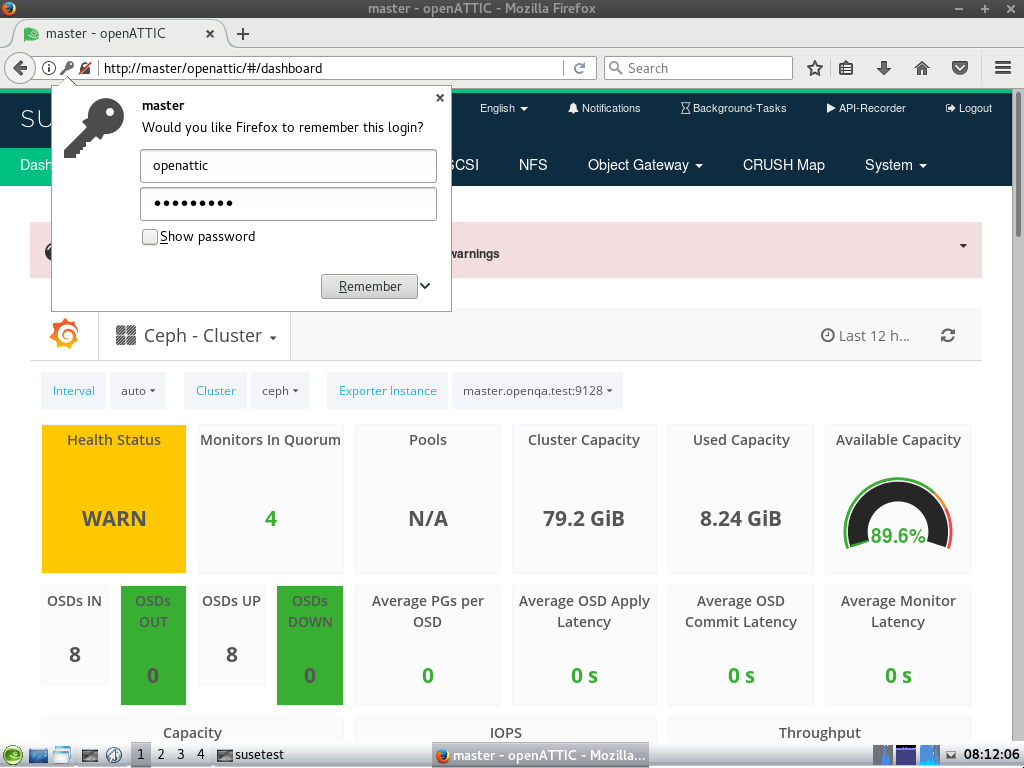 master - openATTIC - Mozilla Firefox
master - openATTIC
http://master/openattic/#/dashboard
Search
master
Would you like Firefox to remember this login?
openattic
•••••••••
Show password
Remember
SU
English
Notifications
Background-Tasks
API-Recorder
Logout
Dash
SCSI
NFS
Object Gateway
CRUSH Map
System
warnings
Ceph - Cluster
Last 12 h...
Interval
auto
Cluster
ceph
Exporter Instance
master.openqa.test:9128
Health Status
WARN
Monitors In Quorum
4
Pools
N/A
Cluster Capacity
79.2 GiB
Used Capacity
8.24 GiB
Available Capacity
89.6%
OSDs IN
8
OSDs
OUT
0
OSDs UP
8
OSDs
DOWN
0
Average PGs per
OSD
0
Average OSD Apply
Latency
0 s
Average OSD
Commit Latency
0 s
Average Monitor
Latency
0 s
Capacity
IOPS
Throughput
1 2 3 4
susetest
master - openATTIC - Mozilla...
08:12:06